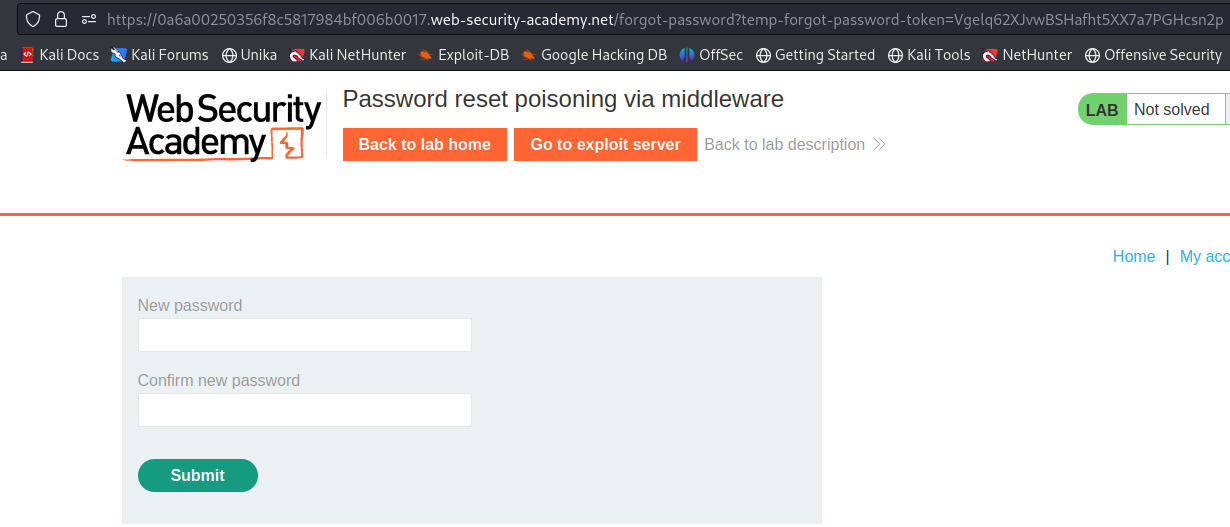 https://0a6a00250356f8c5817984bf006b0017.web-security-academy.net/forgot-password?temp-forgot-password-token=Vgelq62XJvwBSHafht5XX7a7PGHcsn2p
a Kali Docs Kali Forums Unika Kali NetHunter Exploit-DB Google Hacking DB OffSec Getting Started Kali Tools NetHunter Offensive Security
Web Security
Academy
Password reset poisoning via middleware
LAB Not solved
Back to lab home Go to exploit server Back to lab description
Home | My acc
New password
Confirm new password
Submit